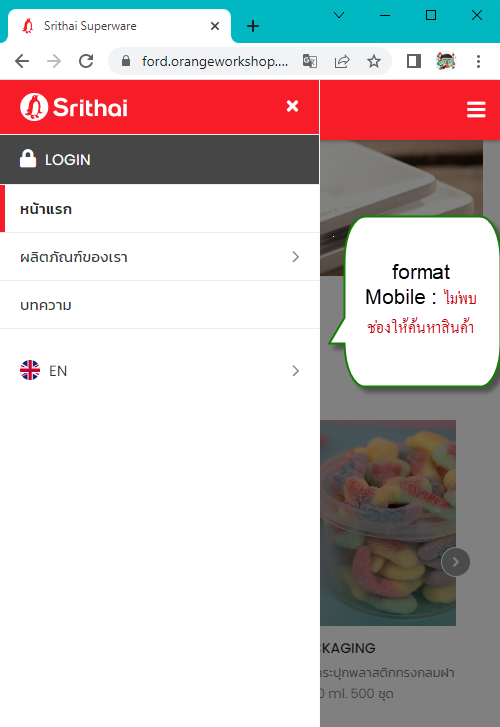 Srithai Superware
ford.orangeworkshop....
Srithai
LOGIN
หน้าแรก
ผลิตภัณฑ์ของเรา
บทความ
EN
format
Mobile : ไม่พบ
ช่องให้ค้นหาสินค้า
KAGING
ระปุกพลาสติกทรงกลมฝา
0 ml. 500 ชุด